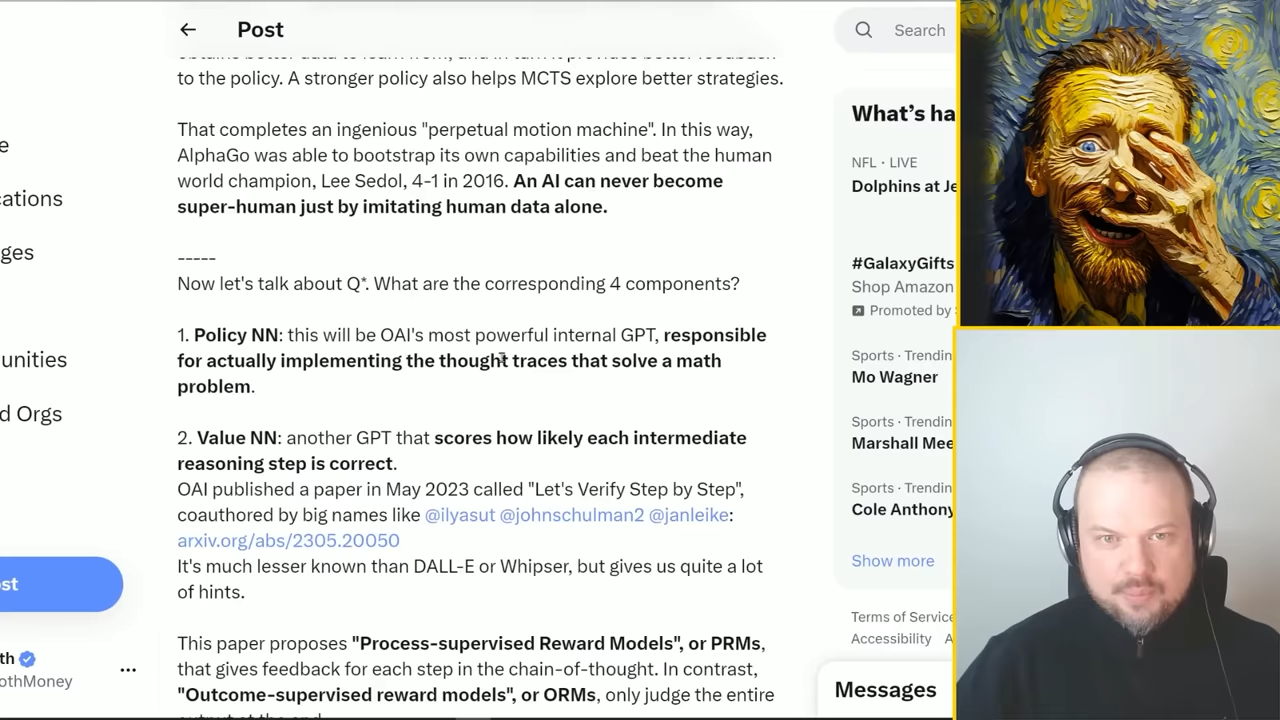 Post
Search
to the policy. A stronger policy also helps MCTS explore better strategies.
That completes an ingenious "perpetual motion machine". In this way,
AlphaGo was able to bootstrap its own capabilities and beat the human
world champion, Lee Sedol, 4-1 in 2016. An AI can never become
super-human just by imitating human data alone.
-----
Now let's talk about Q*. What are the corresponding 4 components?
1. Policy NN: this will be OAI's most powerful internal GPT, responsible
for actually implementing the thought traces that solve a math
problem.
2. Value NN: another GPT that scores how likely each intermediate
reasoning step is correct.
OAI published a paper in May 2023 called "Let's Verify Step by Step",
coauthored by big names like @ilyasut @johnschulman2 @janleike:
arxiv.org/abs/2305.20050
It's much lesser known than DALL-E or Whipser, but gives us quite a lot
of hints.
This paper proposes "Process-supervised Reward Models", or PRMs,
that gives feedback for each step in the chain-of-thought. In contrast,
"Outcome-supervised reward models", or ORMs, only judge the entire
e
cations
ges
unities
d Orgs
st
th
othMoney
What's ha
NFL · LIVE
Dolphins at Je
#GalaxyGifts
Shop Amazon
Promoted by
Sports · Trendin
Mo Wagner
Sports · Trendin
Marshall Mee
Sports · Trendin
Cole Anthony
Show more
Terms of Service
Accessibility A
Messages